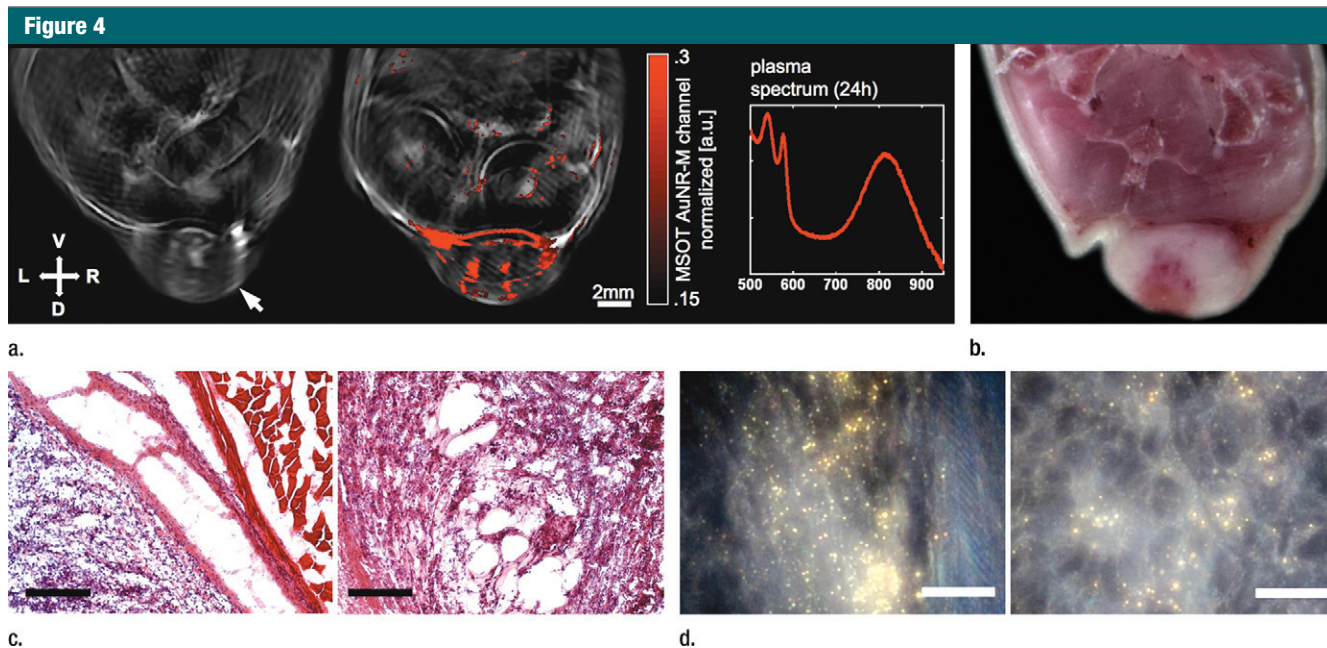 Figure 4
V
L R
D
2mm
.3
MSOT AuNR-M channel
normalized [a.u.]
.15
plasma
spectrum (24h)
500 600 700 800 900
a.
b.
c.
d.